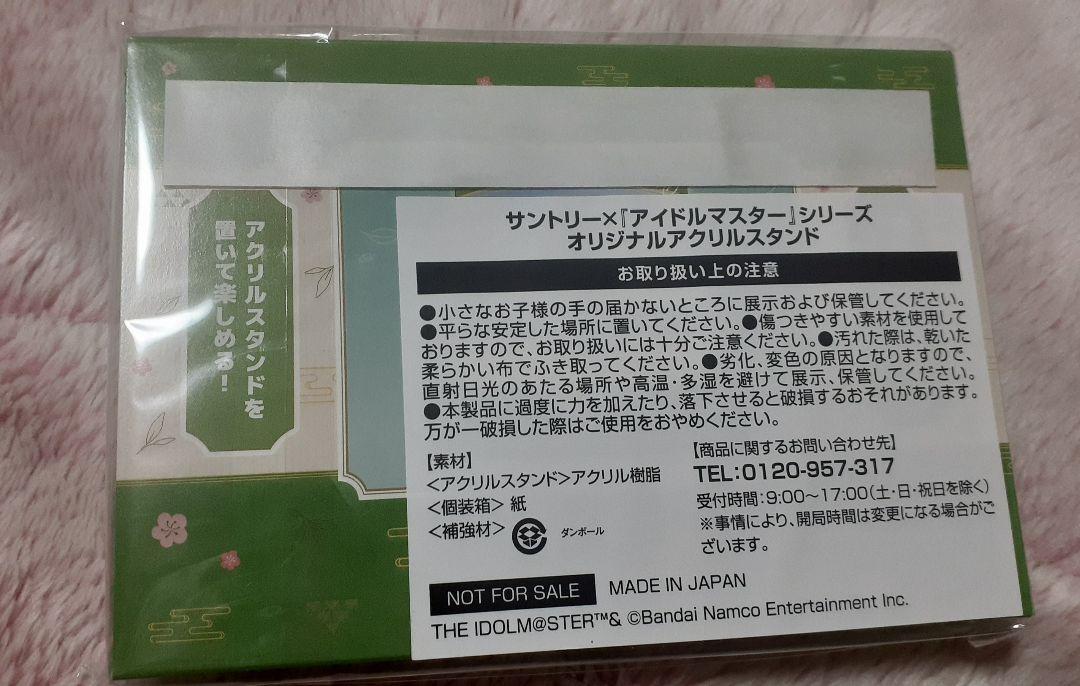 アクリルスタンドを
置いて楽しめる!
サントリー×『アイドルマスター』シリーズ
オリジナルアクリルスタンド
お取り扱い上の注意
●小さなお子様の手の届かないところに展示および保管してください。
●平らな安定した場所に置いてください。●傷つきやすい素材を使用して
おりますので、お取り扱いには十分ご注意ください。●汚れた際は、乾いた
柔らかい布でふき取ってください。●劣化、変色の原因となりますので、
直射日光のあたる場所や高温・多湿を避けて展示、保管してください。
●本製品に過度に力を加えたり、落下させると破損するおそれがあります。
万が一破損した際はご使用をおやめください。
【素材】
<アクリルスタンド>アクリル樹脂
<個装箱> 紙
<補強材> ダンボール
【商品に関するお問い合わせ先】
TEL:0120-957-317
受付時間:9:00~17:00(土・日・祝日を除く)
※事情により、開局時間は変更になる場合がご
ざいます。
NOT FOR SALE MADE IN JAPAN
THE IDOLM@STER™& ©Bandai Namco Entertainment Inc.